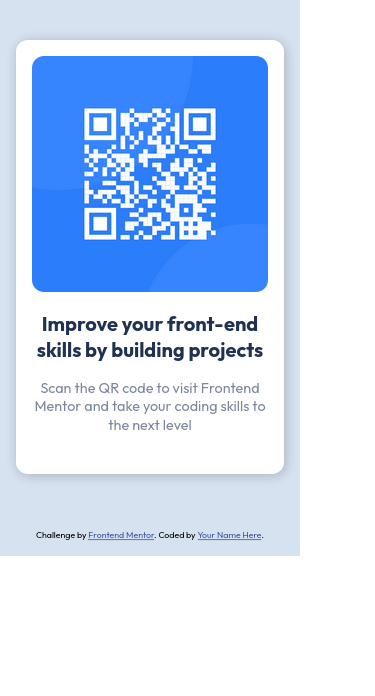 Improve your front-end
skills by building projects
Scan the QR code to visit Frontend
Mentor and take your coding skills to
the next level
Challenge by Frontend Mentor. Coded by Your Name Here.